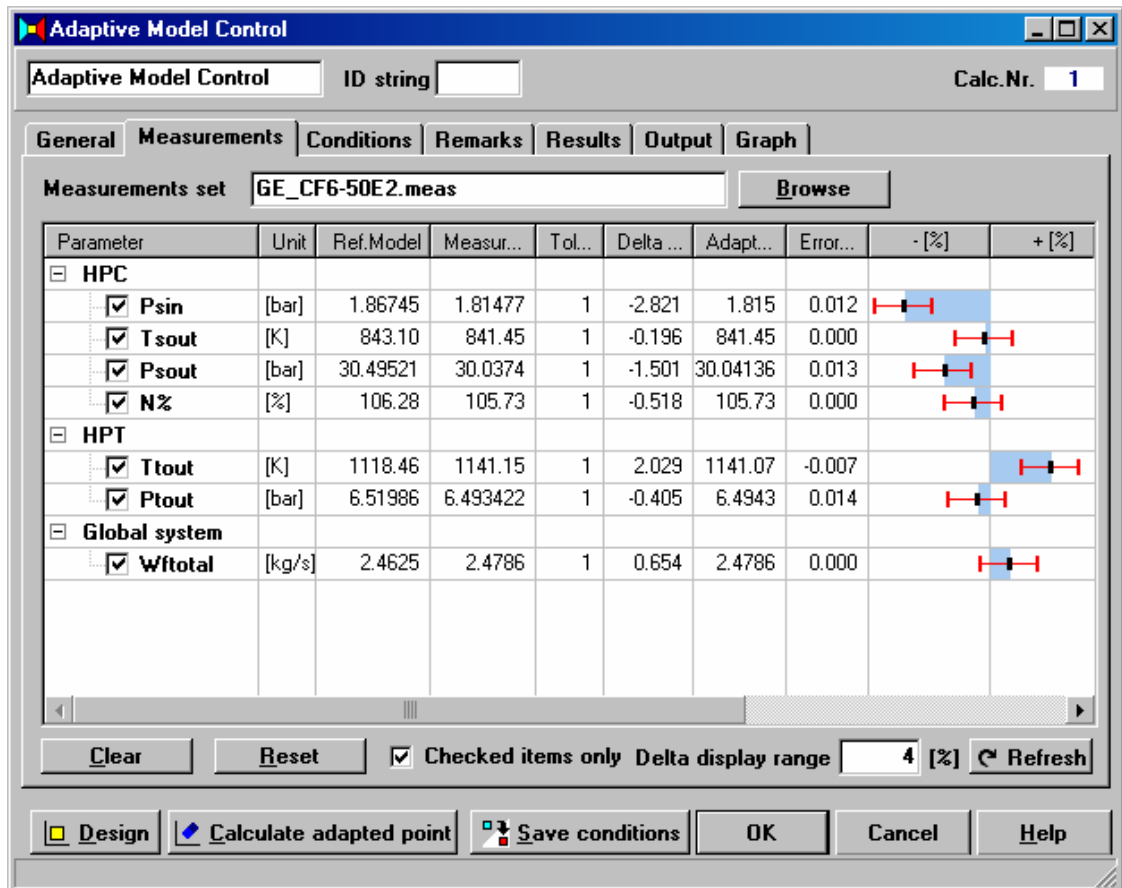 Adaptive Model Control
Adaptive Model Control ID string Calc.Nr. 1
General Measurements Conditions Remarks Results Output Graph
Measurements set GE_CF6-50E2.meas Browse
Parameter Unit Ref.Model Measur... Tol... Delta ... Adapt... Error... - [%] + [%]
HPC
Psin [bar] 1.86745 1.81477 1 -2.821 1.815 0.012
Tsout [K] 843.10 841.45 1 -0.196 841.45 0.000
Psout [bar] 30.49521 30.0374 1 -1.501 30.04136 0.013
N% [%] 106.28 105.73 1 -0.518 105.73 0.000
HPT
Ttout [K] 1118.46 1141.15 1 2.029 1141.07 -0.007
Ptout [bar] 6.51986 6.493422 1 -0.405 6.4943 0.014
Global system
Wftotal [kg/s] 2.4625 2.4786 1 0.654 2.4786 0.000
Clear Reset Checked items only Delta display range 4 [%] Refresh
Design Calculate adapted point Save conditions OK Cancel Help